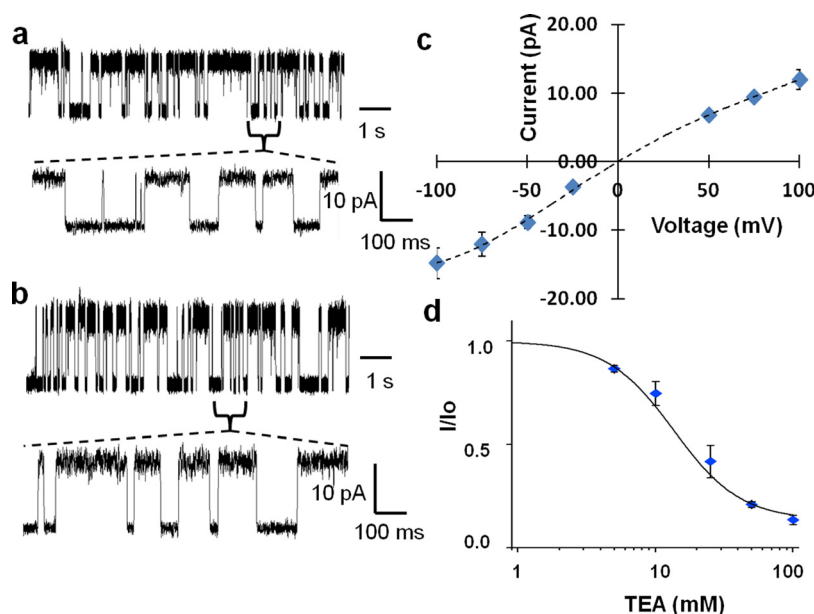 a
1 s
10 pA
100 ms
b
1 s
10 pA
100 ms
c
Current (pA)
20.00
10.00
0.00
-10.00
-20.00
-100
-50
0
50
100
Voltage (mV)
d
I/Io
1.0
0.5
0.0
1
10
100
TEA (mM)